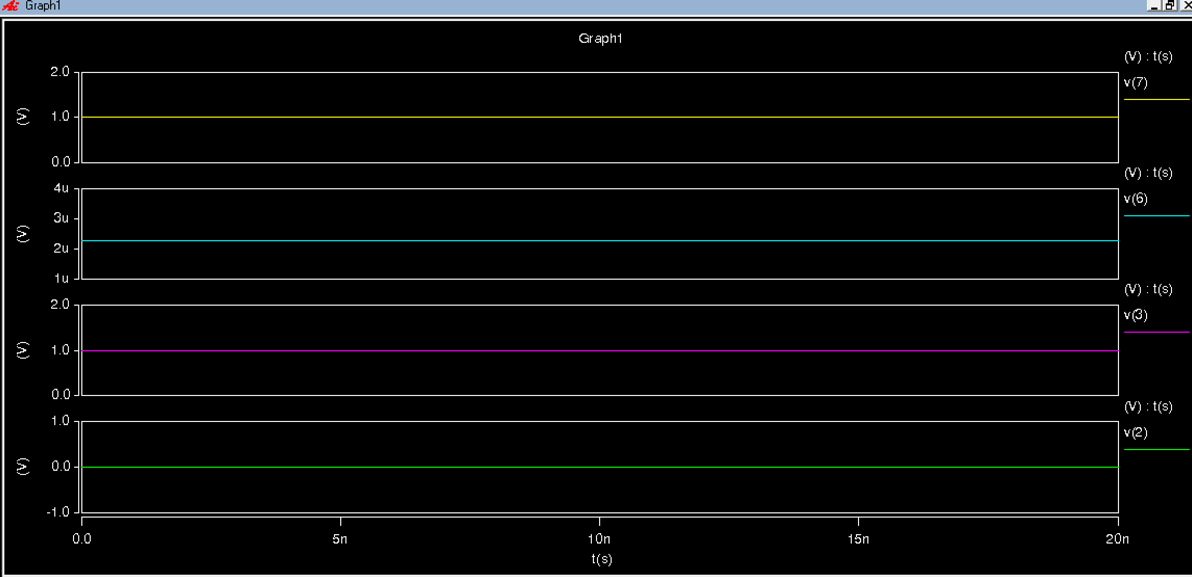 Graph1
Graph1
(V) : t(s)
v(7)
2.0
1.0
0.0
(V)
(V) : t(s)
v(6)
4u
3u
2u
1u
(V)
(V) : t(s)
v(3)
2.0
1.0
0.0
(V)
(V) : t(s)
v(2)
1.0
0.0
-1.0
(V)
0.0 5n 10n 15n 20n
t(s)